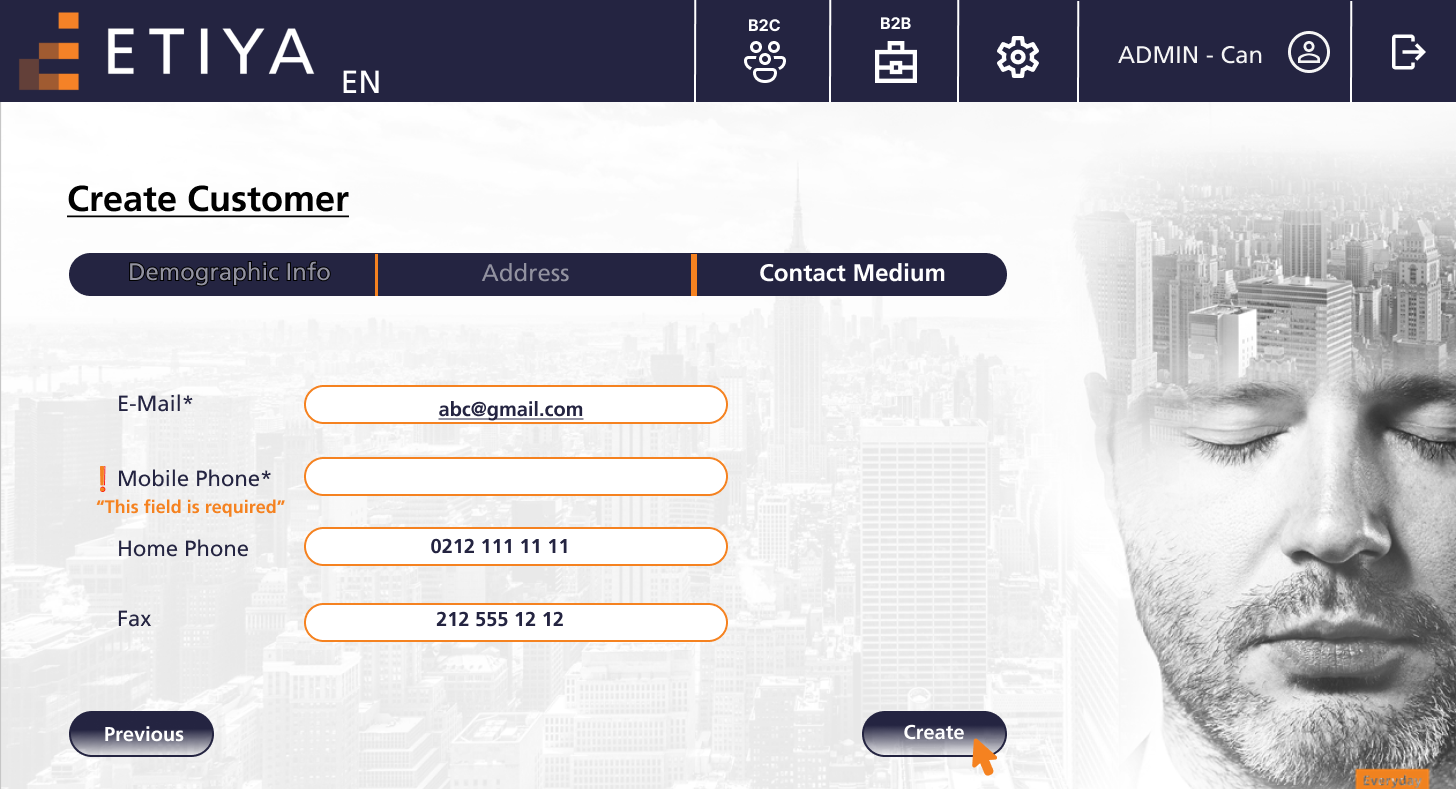 ETIYA
EN
B2C
B2B
ADMIN - Can
Create Customer
Demographic Info
Address
Contact Medium
E-Mail*
abc@gmail.com
❗ Mobile Phone*
“This field is required”
Home Phone
0212 111 11 11
Fax
212 555 12 12
Previous
Create